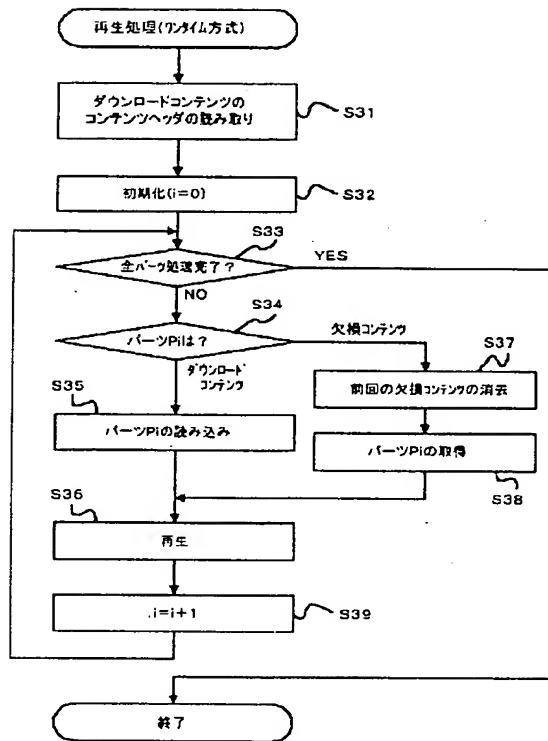 再生処理(ワンタイム方式)
ダウンロードコンテンツの
コンテンツヘッダの読み取り
S31
初期化(i=0)
S32
S33
全パーツ処理完了?
YES
NO
S34
パーツPiは?
欠損コンテンツ
ダウンロード
コンテンツ
S37
前回の欠損コンテンツの消去
S35
パーツPiの読み込み
パーツPiの取得
S38
S36
再生
.i=i+1
S39
終了